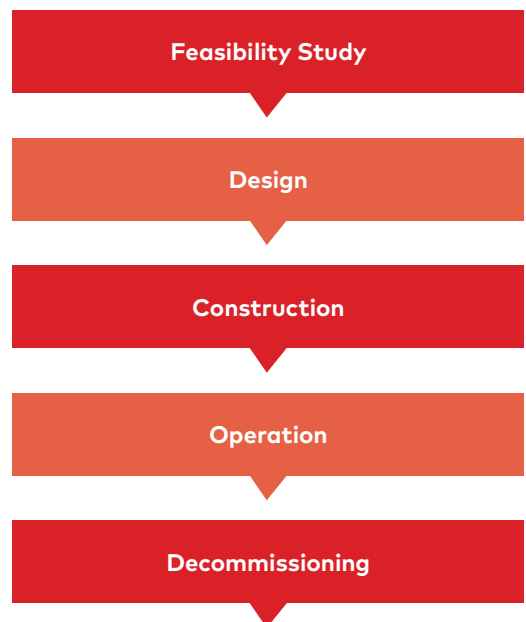 Feasibility Study
Design
Construction
Operation
Decommissioning